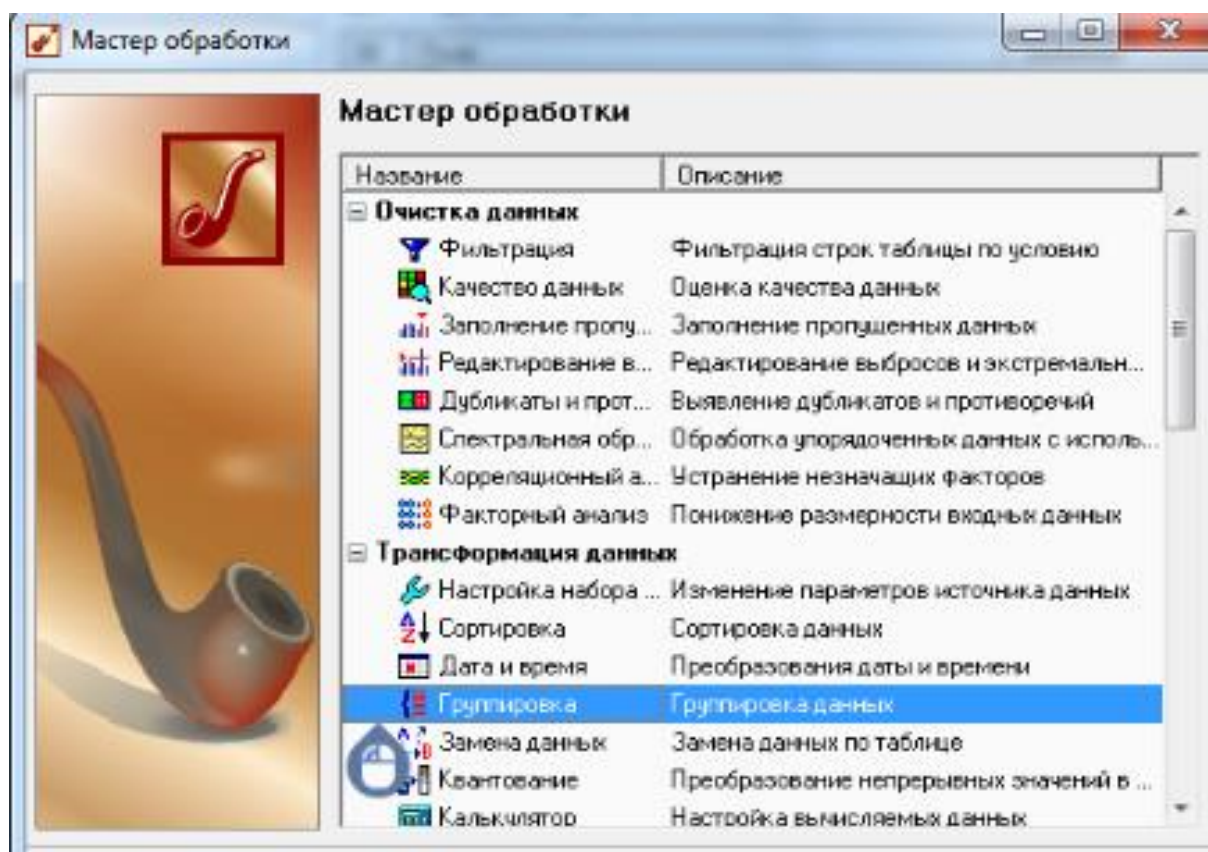 Мастер обработки
Мастер обработки
Название Описание
Очистка данных
Фильтрация Фильтрация строк таблицы по условию
Качество данных Оценка качества данных
Заполнение пропу... Заполнение пропущенных данных
Редактирование в... Редактирование выбросов и экстремальн...
Дубликаты и прот... Выявление дубликатов и противоречий
Спектральная обр... Обработка упорядоченных данных с исполь...
Корреляционный а... Устранение незначащих факторов
Факторный анализ Понижение размерности входных данных
Трансформация данных
Настройка набора ... Изменение параметров источника данных
Сортировка Сортировка данных
Дата и время Преобразования даты и времени
Группировка Группировка данных
Замена данных Замена данных по таблице
Квантование Преобразование непрерывных значений в ...
Калькулятор Настройка вычисляемых данных